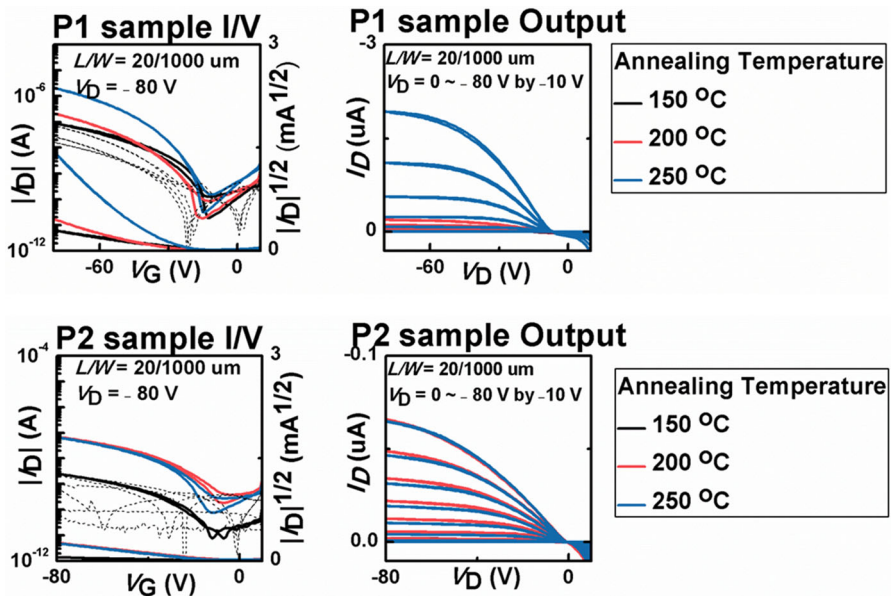 P1 sample I/V
P1 sample Output
L/W = 20/1000 um
VD = – 80 V
|ID| (A)
10-6
10-12
3
0
|ID|1/2 (mA1/2)
-60
0
VG (V)
-3
0
ID (uA)
L/W = 20/1000 um
VD = 0 ~ – 80 V by –10 V
-60
0
VD (V)
Annealing Temperature
150 OC
200 OC
250 OC
P2 sample I/V
P2 sample Output
10-4
10-12
|ID| (A)
L/W = 20/1000 um
VD = – 80 V
3
0
|ID|1/2 (mA1/2)
-80
0
VG (V)
-0.1
0.0
ID (uA)
L/W = 20/1000 um
VD = 0 ~ – 80 V by –10 V
-80
0
VD (V)
Annealing Temperature
150 OC
200 OC
250 OC